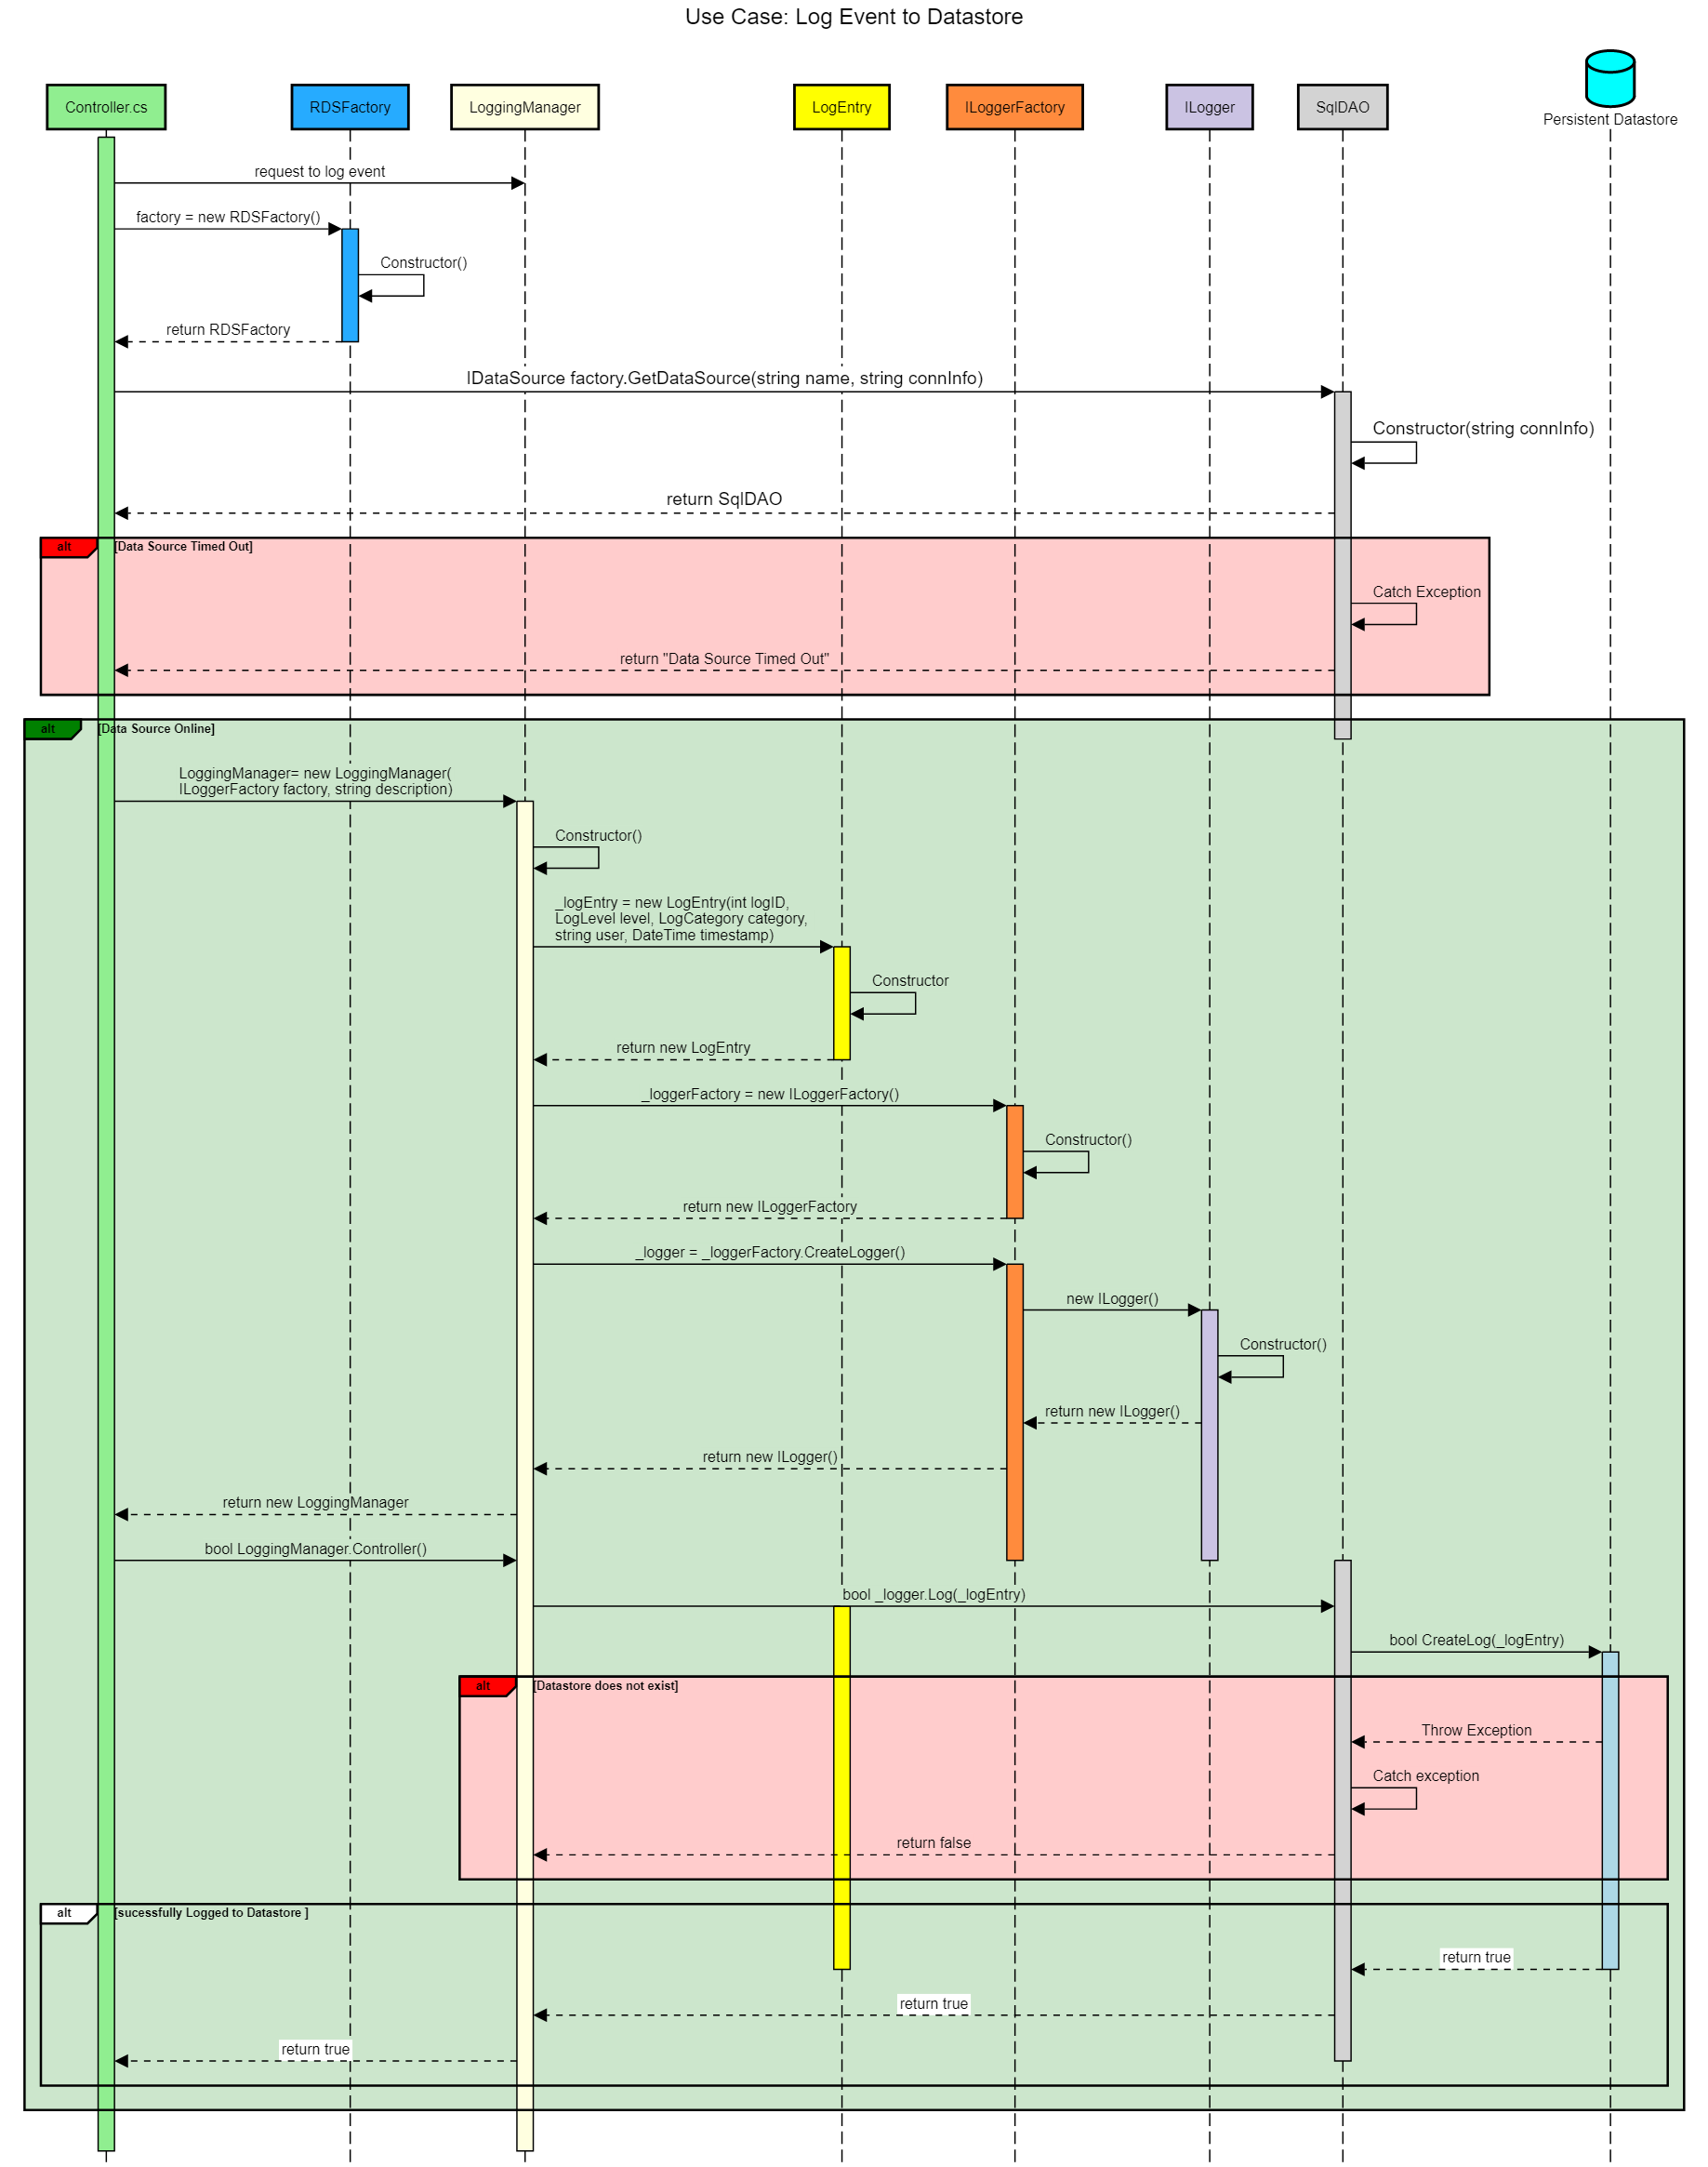 Use Case: Log Event to Datastore
Controller.cs
RDSFactory
LoggingManager
LogEntry
ILoggerFactory
ILogger
SqlDAO
Persistent Datastore
request to log event
factory = new RDSFactory()
Constructor()
return RDSFactory
IDataSource factory.GetDataSource(string name, string connInfo)
Constructor(string connInfo)
return SqlDAO
alt
[Data Source Timed Out]
Catch Exception
return "Data Source Timed Out"
alt
[Data Source Online]
LoggingManager= new LoggingManager(
ILoggerFactory factory, string description)
Constructor()
_logEntry = new LogEntry(int logID,
LogLevel level, LogCategory category,
string user, DateTime timestamp)
Constructor
return new LogEntry
_loggerFactory = new ILoggerFactory()
Constructor()
return new ILoggerFactory
_logger = _loggerFactory.CreateLogger()
new ILogger()
Constructor()
return new ILogger()
return new ILogger()
return new LoggingManager
bool LoggingManager.Controller()
bool _logger.Log(_logEntry)
bool CreateLog(_logEntry)
alt
[Datastore does not exist]
Throw Exception
Catch exception
return false
alt
[sucessfully Logged to Datastore ]
return true
return true
return true